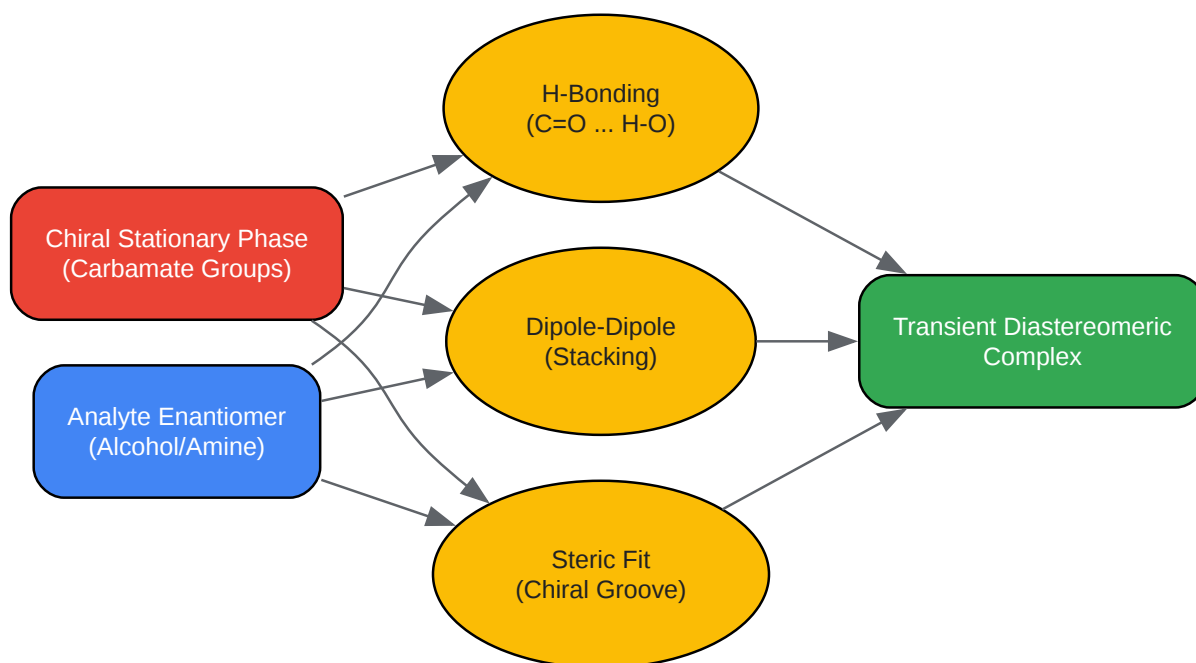 H-Bonding
(C=O ... H-O)
Chiral Stationary Phase
(Carbamate Groups)
Dipole-Dipole
(Stacking)
Transient Diastereomeric
Complex
Analyte Enantiomer
(Alcohol/Amine)
Steric Fit
(Chiral Groove)